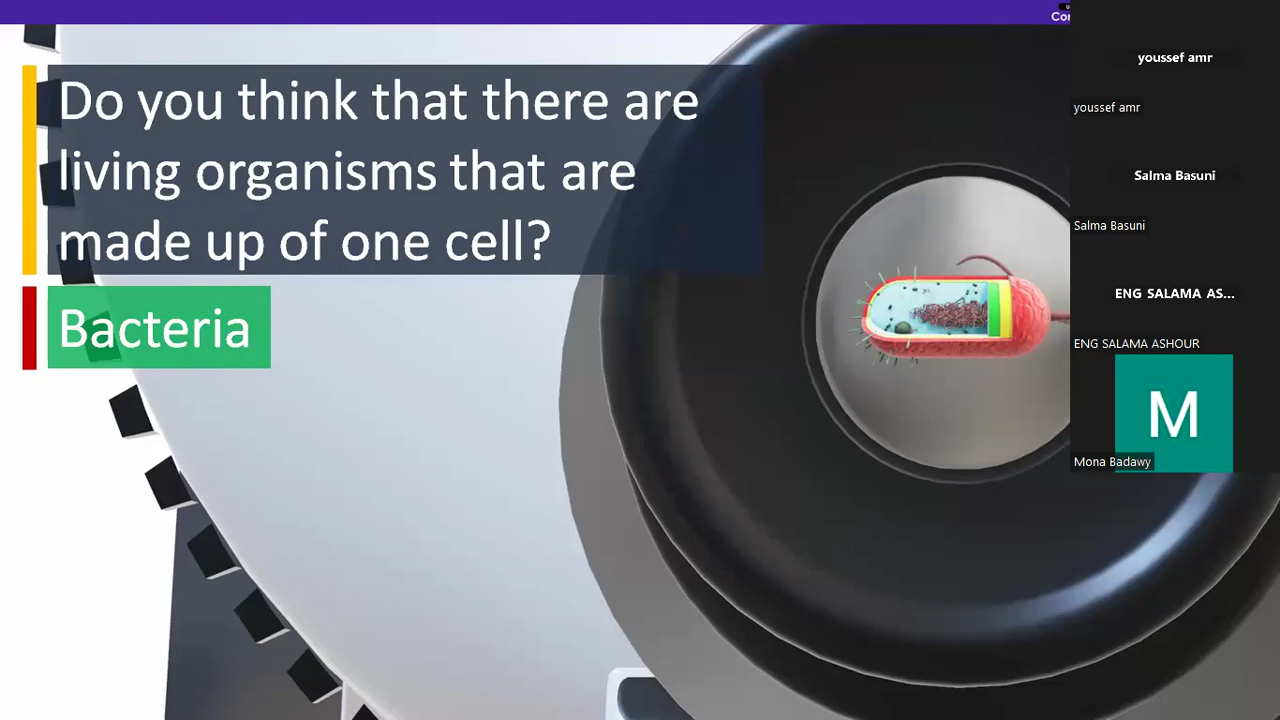 Do you think that there are
living organisms that are
made up of one cell?
Bacteria
youssef amr
youssef amr
Salma Basuni
Salma Basuni
ENG SALAMA AS...
ENG SALAMA ASHOUR
M
Mona Badawy